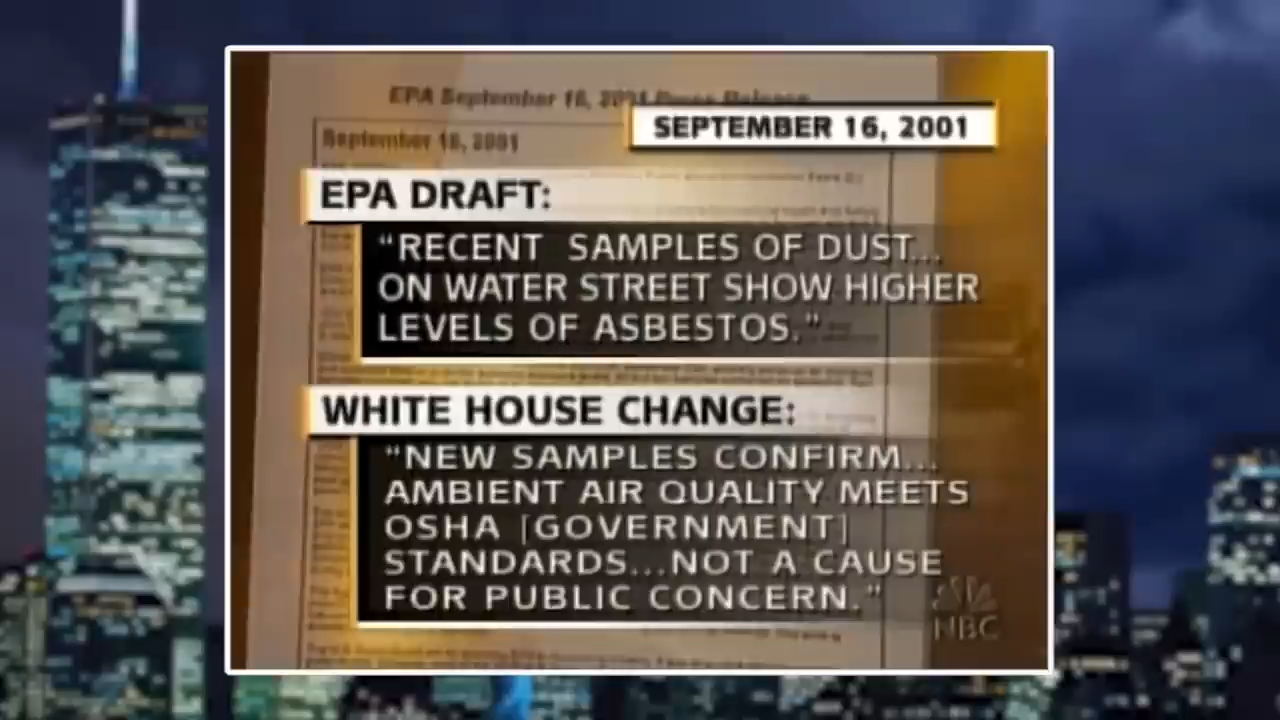 EPA September 16, 2001 Press Release
September 16, 2001
SEPTEMBER 16, 2001
EPA DRAFT:
“RECENT SAMPLES OF DUST...
ON WATER STREET SHOW HIGHER
LEVELS OF ASBESTOS.”
WHITE HOUSE CHANGE:
“NEW SAMPLES CONFIRM...
AMBIENT AIR QUALITY MEETS
OSHA [GOVERNMENT]
STANDARDS...NOT A CAUSE
FOR PUBLIC CONCERN.”
NBC